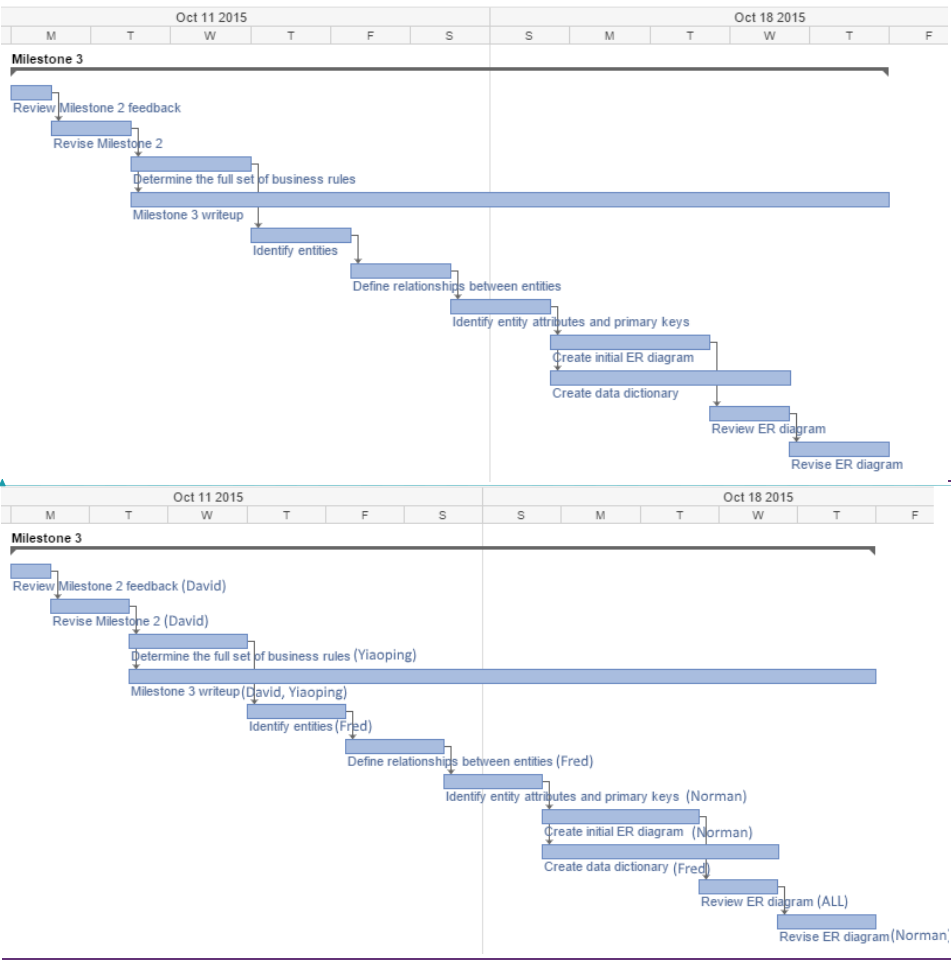 Oct 11 2015 Oct 18 2015
M T W T F S S M T W T F
Milestone 3
Review Milestone 2 feedback
Revise Milestone 2
Determine the full set of business rules
Milestone 3 writeup
Identify entities
Define relationships between entities
Identify entity attributes and primary keys
Create initial ER diagram
Create data dictionary
Review ER diagram
Revise ER diagram
Oct 11 2015 Oct 18 2015
M T W T F S S M T W T F
Milestone 3
Review Milestone 2 feedback (David)
Revise Milestone 2 (David)
Determine the full set of business rules (Yiaoping)
Milestone 3 writeup (David, Yiaoping)
Identify entities (Fred)
Define relationships between entities (Fred)
Identify entity attributes and primary keys (Norman)
Create initial ER diagram (Norman)
Create data dictionary (Fred)
Review ER diagram (ALL)
Revise ER diagram (Norman)